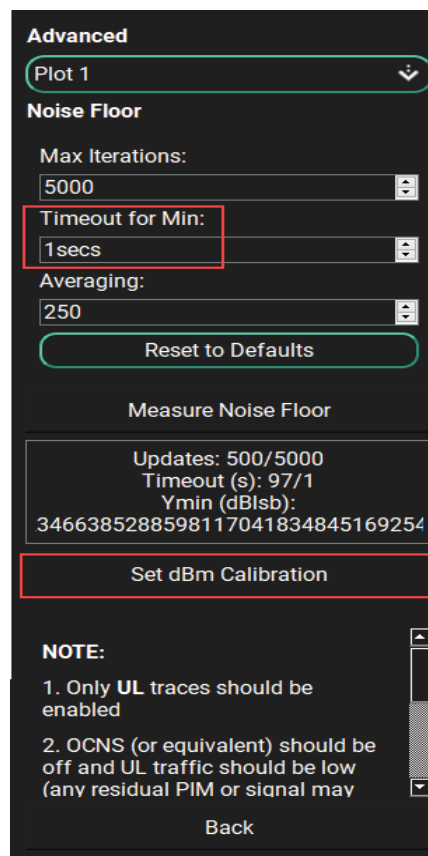 Advanced
Plot 1
Noise Floor
Max Iterations:
5000
Timeout for Min:
1secs
Averaging:
250
Reset to Defaults
Measure Noise Floor
Updates: 500/5000
Timeout (s): 97/1
Ymin (dBlsb):
.3466385288598117041834845169254
Set dBm Calibration
NOTE:
1. Only UL traces should be
enabled
2. OCNS (or equivalent) should be
off and UL traffic should be low
(any residual PIM or signal may
Back